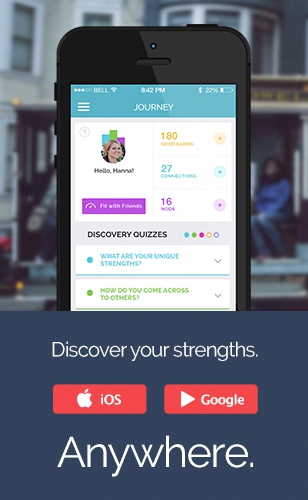 BELL 8:42 PM 22%
JOURNEY
?
Hello, Hanna!
180
GOOD KARMA
+
27
CONNECTIONS
+
16
NODS
+
Fit with Friends
DISCOVERY QUIZZES
WHAT ARE YOUR UNIQUE
STRENGTHS?
HOW DO YOU COME ACROSS
TO OTHERS?
Discover your strengths.
iOS
Google
Anywhere.